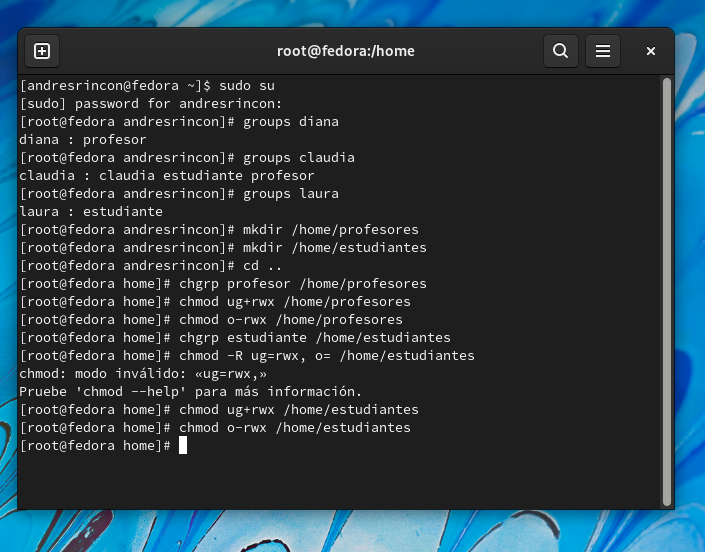 root@fedora:/home
[andresrincon@fedora ~]$ sudo su
[sudo] password for andresrincon:
[root@fedora andresrincon]# groups diana
diana : profesor
[root@fedora andresrincon]# groups claudia
claudia : claudia estudiante profesor
[root@fedora andresrincon]# groups laura
laura : estudiante
[root@fedora andresrincon]# mkdir /home/profesores
[root@fedora andresrincon]# mkdir /home/estudiantes
[root@fedora andresrincon]# cd ..
[root@fedora home]# chgrp profesor /home/profesores
[root@fedora home]# chmod ug+rwx /home/profesores
[root@fedora home]# chmod o-rwx /home/profesores
[root@fedora home]# chgrp estudiante /home/estudiantes
[root@fedora home]# chmod -R ug=rwx, o= /home/estudiantes
chmod: modo inválido: «ug=rwx,»
Pruebe 'chmod --help' para más información.
[root@fedora home]# chmod ug+rwx /home/estudiantes
[root@fedora home]# chmod o-rwx /home/estudiantes
[root@fedora home]#